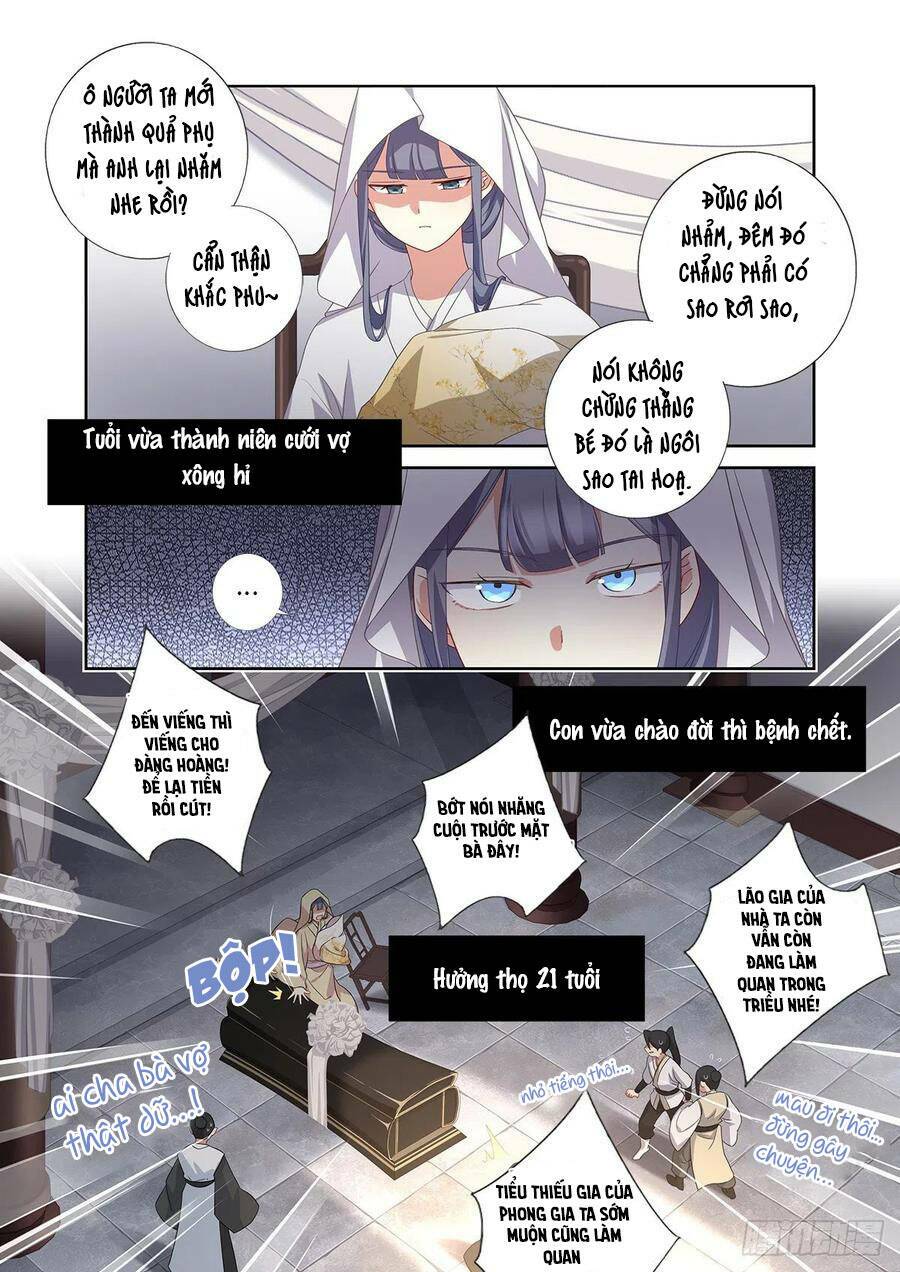 Ô NGƯỜI TA MỚI
THÀNH QUẢ PHỤ
MÀ ANH LẠI NHĂM
NHE RỒI?
CẨN THẬN
KHẮC PHU~
ĐỪNG NÓI
NHẢM, ĐÊM ĐÓ
CHẲNG PHẢI CÓ
SAO RƠI SAO,
NÓI KHÔNG
CHỪNG THẰNG
BÉ ĐÓ LÀ NGÔI
SAO TAI HOẠ.
Tuổi vừa thành niên cưới vợ
xông hỉ
...
Con vừa chào đời thì bệnh chết.
ĐẾN VIẾNG THÌ
VIẾNG CHO
ĐÀNG HOÀNG!
ĐỂ LẠI TIỀN
RỒI CÚT!
BỚT NÓI NHĂNG
CUỘI TRƯỚC MẶT
BÀ ĐÂY!
LÃO GIA CỦA
NHÀ TA CÒN
VẪN CÒN
ĐANG LÀM
QUAN TRONG
TRIỀU NHÉ!
BỘP!
Hưởng thọ 21 tuổi
ai cha bà vợ
thật dữ...!
nhỏ tiếng thôi...
mau đi thôi...
đừng gây
chuyện...
TIỂU THIẾU GIA CỦA
PHONG GIA TA SỚM
MUỘN CŨNG LÀM
QUAN